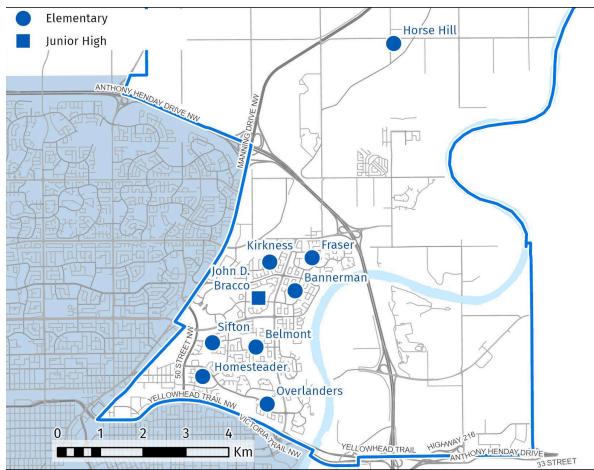 Elementary
Junior High
Horse Hill
ANTHONY HENDAY DRIVE NW
MANNING DRIVE NW
Kirkness
Fraser
John D.
Bracco
Bannerman
Sifton
Belmont
50 STREET NW
Homesteader
Overlanders
YELLOWHEAD TRAIL NW
VICTORIA TRAIL NW
YELLOWHEAD TRAIL
HIGHWAY 216
ANTHONY HENDAY DRIVE
33 STREET
0 1 2 3 4
Km